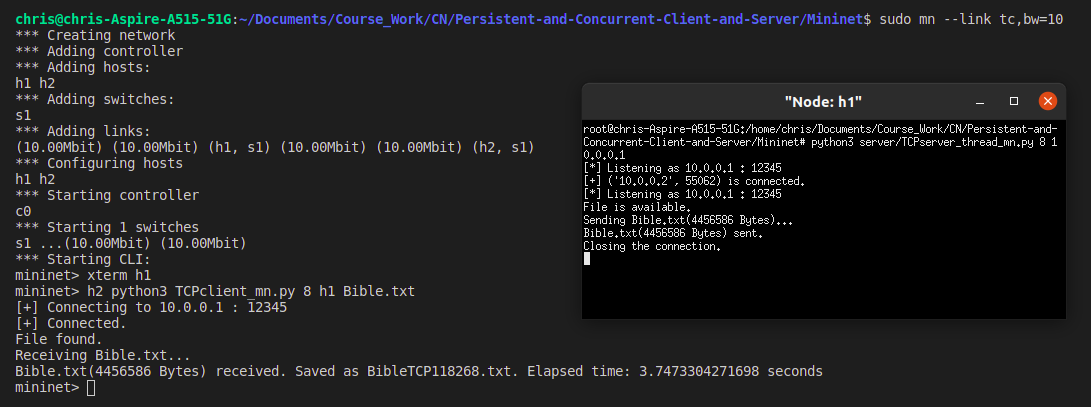 chris@chris-Aspire-A515-51G:~/Documents/Course_Work/CN/Persistent-and-Concurrent-Client-and-Server/Mininet$ sudo mn --link tc,bw=10
*** Creating network
*** Adding controller
*** Adding hosts:
h1 h2
*** Adding switches:
s1
*** Adding links:
(10.00Mbit) (10.00Mbit) (h1, s1) (10.00Mbit) (10.00Mbit) (h2, s1)
*** Configuring hosts
h1 h2
*** Starting controller
c0
*** Starting 1 switches
s1 ...(10.00Mbit) (10.00Mbit)
*** Starting CLI:
mininet> xterm h1
mininet> h2 python3 TCPclient_mn.py 8 h1 Bible.txt
[+] Connecting to 10.0.0.1 : 12345
[+] Connected.
File found.
Receiving Bible.txt...
Bible.txt(4456586 Bytes) received. Saved as BibleTCP118268.txt. Elapsed time: 3.7473304271698 seconds
mininet>
"Node: h1"
root@chris-Aspire-A515-51G:/home/chris/Documents/Course_Work/CN/Persistent-and-
Concurrent-Client-and-Server/Mininet# python3 server/TCPserver_thread_mn.py 8 1
0.0.0.1
[*] Listening as 10.0.0.1 : 12345
[+] ('10.0.0.2', 55062) is connected.
[*] Listening as 10.0.0.1 : 12345
File is available.
Sending Bible.txt(4456586 Bytes)...
Bible.txt(4456586 Bytes) sent.
Closing the connection.